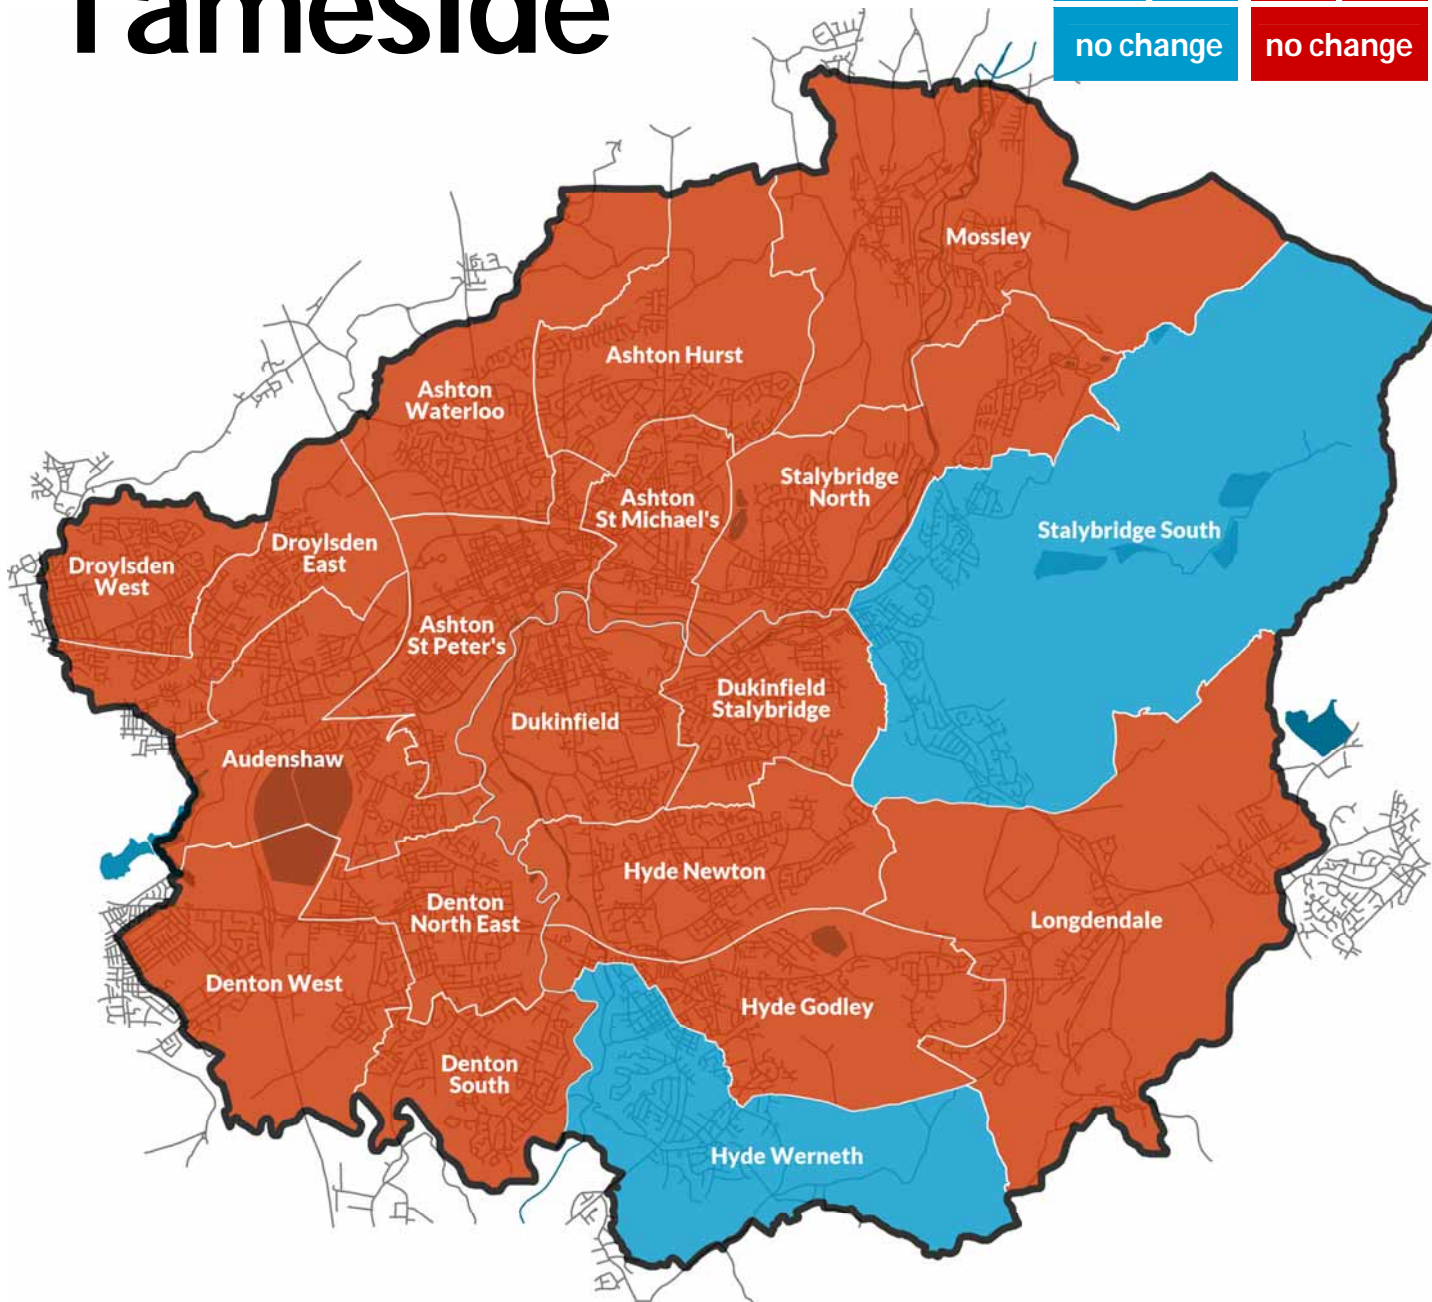 Tameside
no change
no change
Mossley
Ashton Hurst
Ashton
Waterloo
Stalybridge
North
Ashton
St Michael's
Stalybridge South
Droylsden
East
Droylsden
West
Ashton
St Peter's
Dukinfield
Stalybridge
Dukinfield
Audenshaw
Hyde Newton
Denton
North East
Longdendale
Denton West
Hyde Godley
Denton
South
Hyde Werneth